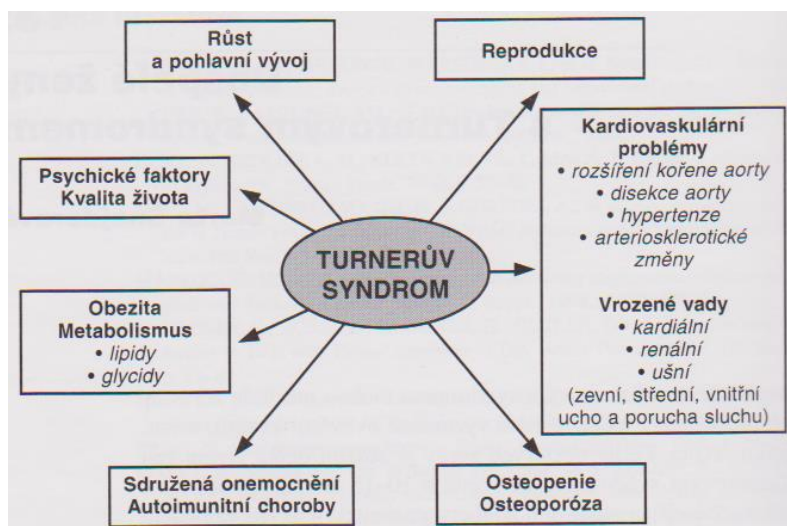 Růst
a pohlavní vývoj
Reprodukce
Psychické faktory
Kvalita života
Kardiovaskulární
problémy
• rozšíření kořene aorty
• disekce aorty
• hypertenze
• arteriosklerotické
změny
Vrozené vady
• kardiální
• renální
• ušní
(zevní, střední, vnitřní
ucho a porucha sluchu)
TURNERŮV
SYNDROM
Obezita
Metabolismus
• lipidy
• glycidy
Sdružená onemocnění
Autoimunitní choroby
Osteopenie
Osteoporóza